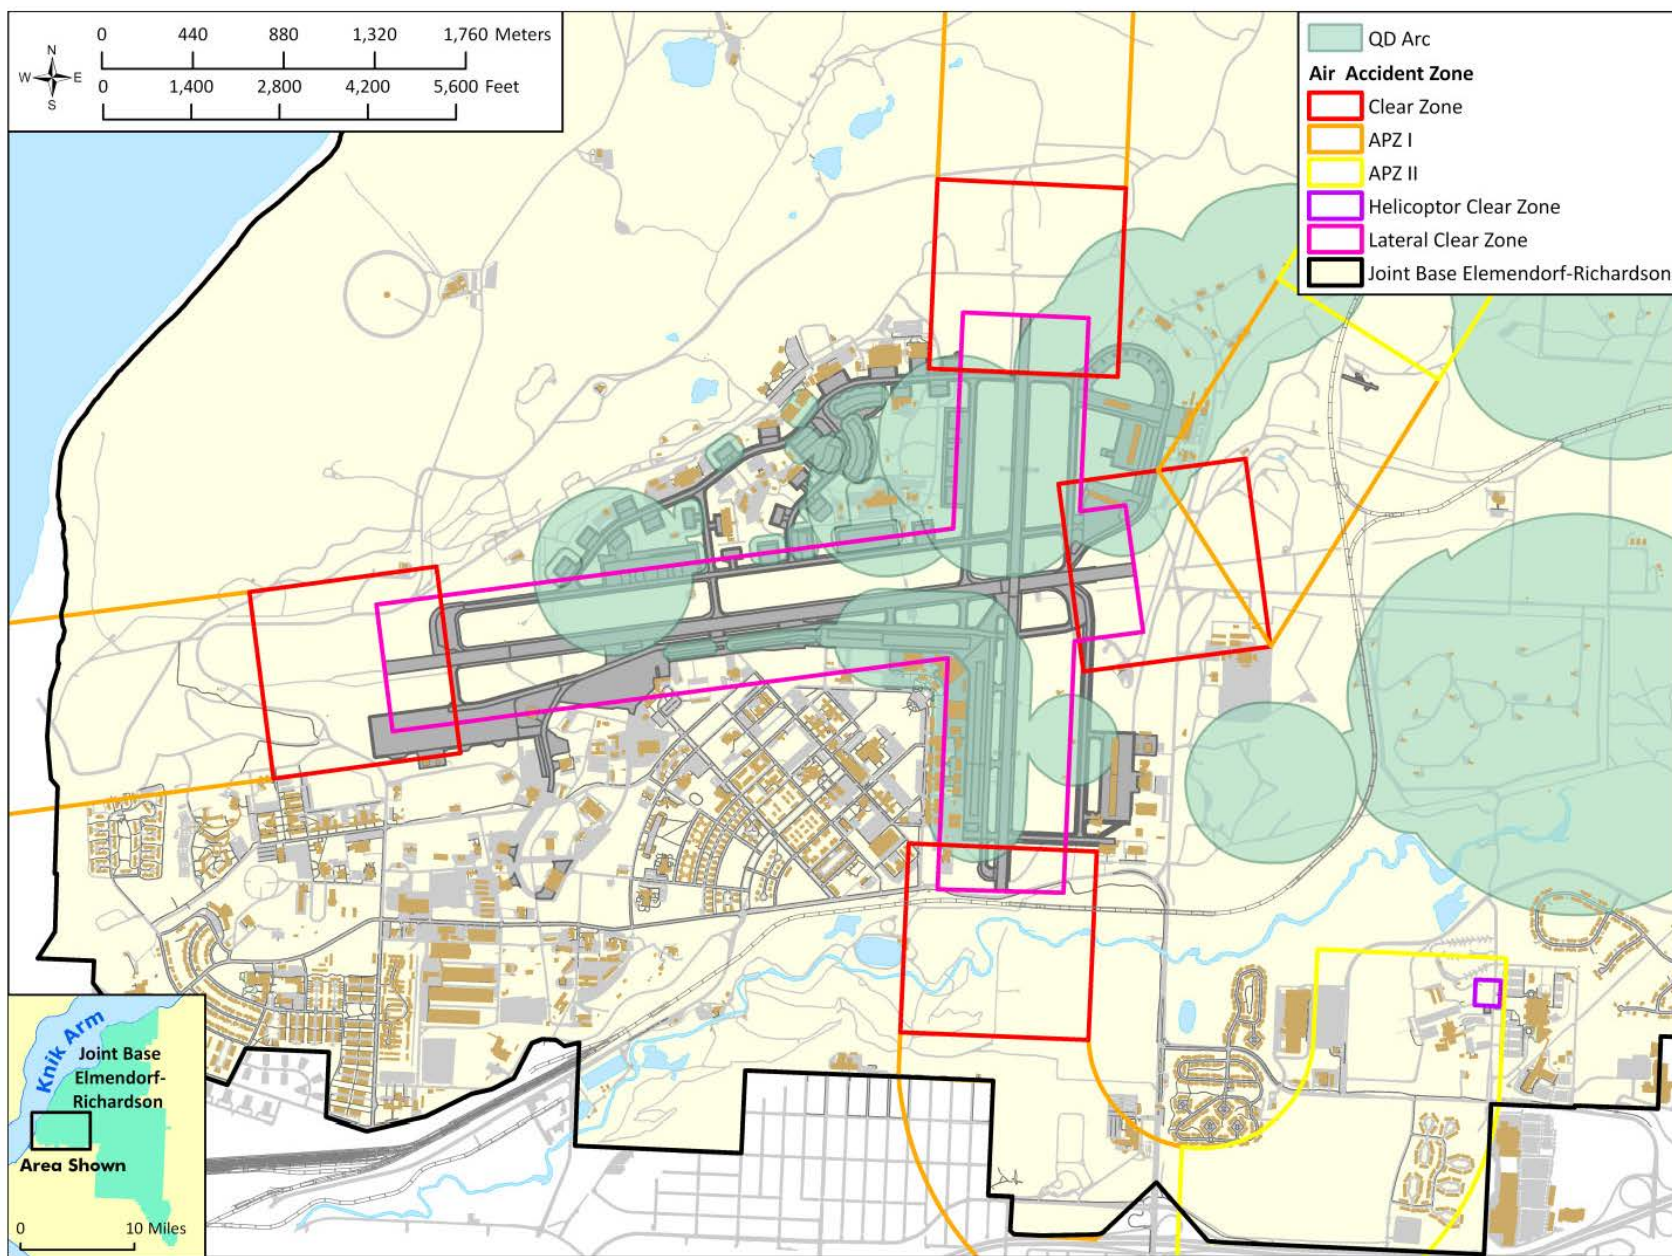 0 440 880 1,320 1,760 Meters
N
W E
S
0 1,400 2,800 4,200 5,600 Feet
QD Arc
Air Accident Zone
Clear Zone
APZ I
APZ II
Helicoptor Clear Zone
Lateral Clear Zone
Joint Base Elemendorf-Richardson
Knik Arm
Joint Base
Elmendorf-
Richardson
Area Shown
0 10 Miles